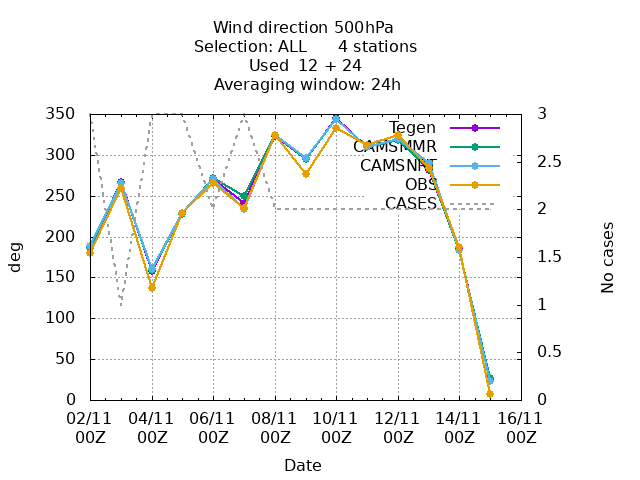 Wind direction 500hPa
Selection: ALL 4 stations
Used 12 + 24
Averaging window: 24h
350
300
250
200
150
100
50
0
deg
3
2.5
2
1.5
1
0.5
0
No cases
Tegen
CAMSMMR
CAMSNRT
OBS
CASES
02/11 04/11 06/11 08/11 10/11 12/11 14/11 16/11
00Z 00Z 00Z 00Z 00Z 00Z 00Z 00Z
Date